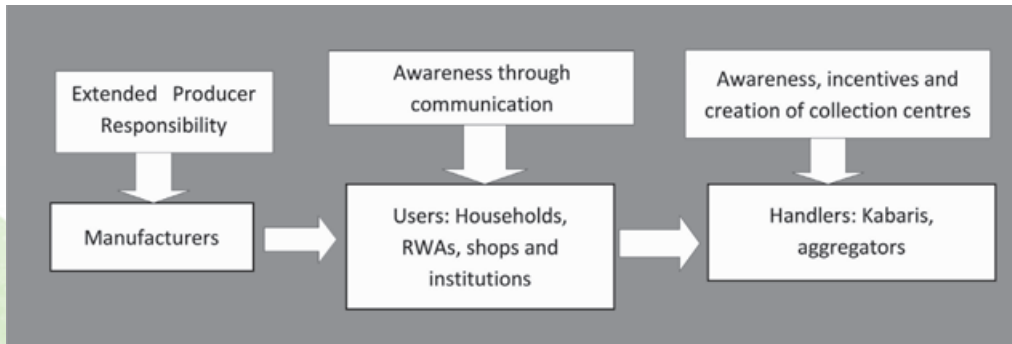 Extended Producer
Responsibility
Awareness through
communication
Awareness, incentives and
creation of collection centres
Manufacturers
Users: Households,
RWAs, shops and
institutions
Handlers: Kabaris,
aggregators